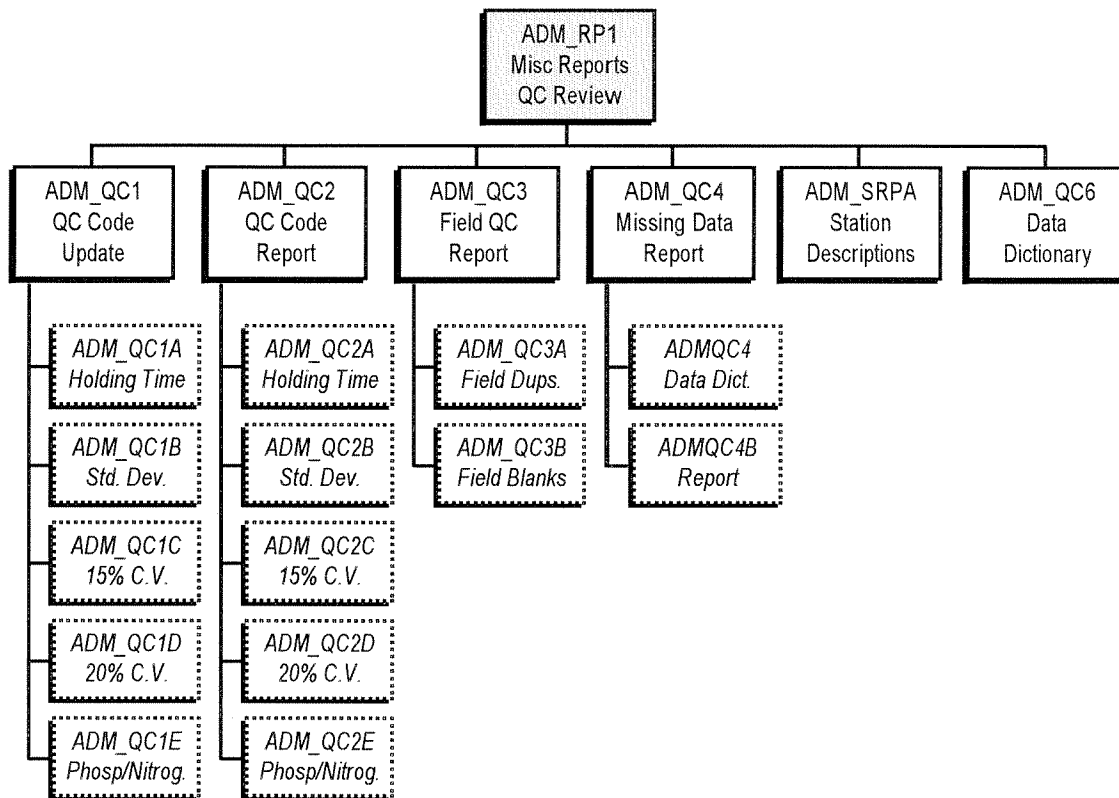 ADM_RP1
Misc Reports
QC Review
ADM_QC1
QC Code
Update
ADM_QC2
QC Code
Report
ADM_QC3
Field QC
Report
ADM_QC4
Missing Data
Report
ADM_SRPA
Station
Descriptions
ADM_QC6
Data
Dictionary
ADM_QC1A
Holding Time
ADM_QC1B
Std. Dev.
ADM_QC1C
15% C.V.
ADM_QC1D
20% C.V.
ADM_QC1E
Phosp/Nitrog.
ADM_QC2A
Holding Time
ADM_QC2B
Std. Dev.
ADM_QC2C
15% C.V.
ADM_QC2D
20% C.V.
ADM_QC2E
Phosp/Nitrog.
ADM_QC3A
Field Dups.
ADM_QC3B
Field Blanks
ADMQC4
Data Dict.
ADMQC4B
Report